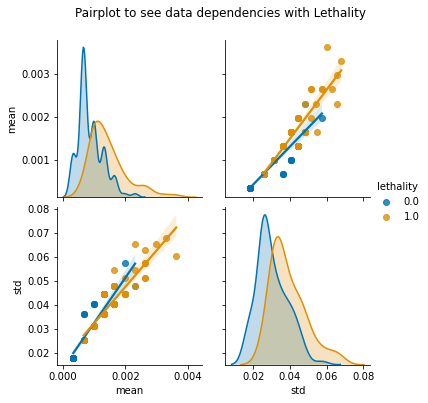 Pairplot to see data dependencies with Lethality
0.003
0.002
0.001
mean
lethality
0.0
1.0
0.08
0.07
0.06
0.05
0.04
0.03
0.02
std
0.000 0.002 0.004
mean
0.02 0.04 0.06 0.08
std